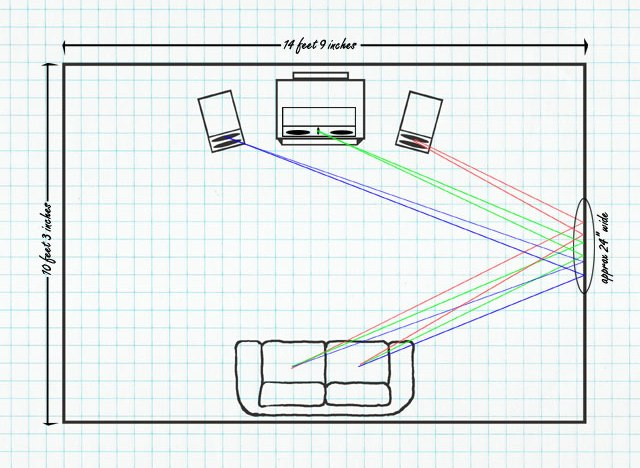 14 feet 9 inches
10 feet 3 inches
approx 24" wide